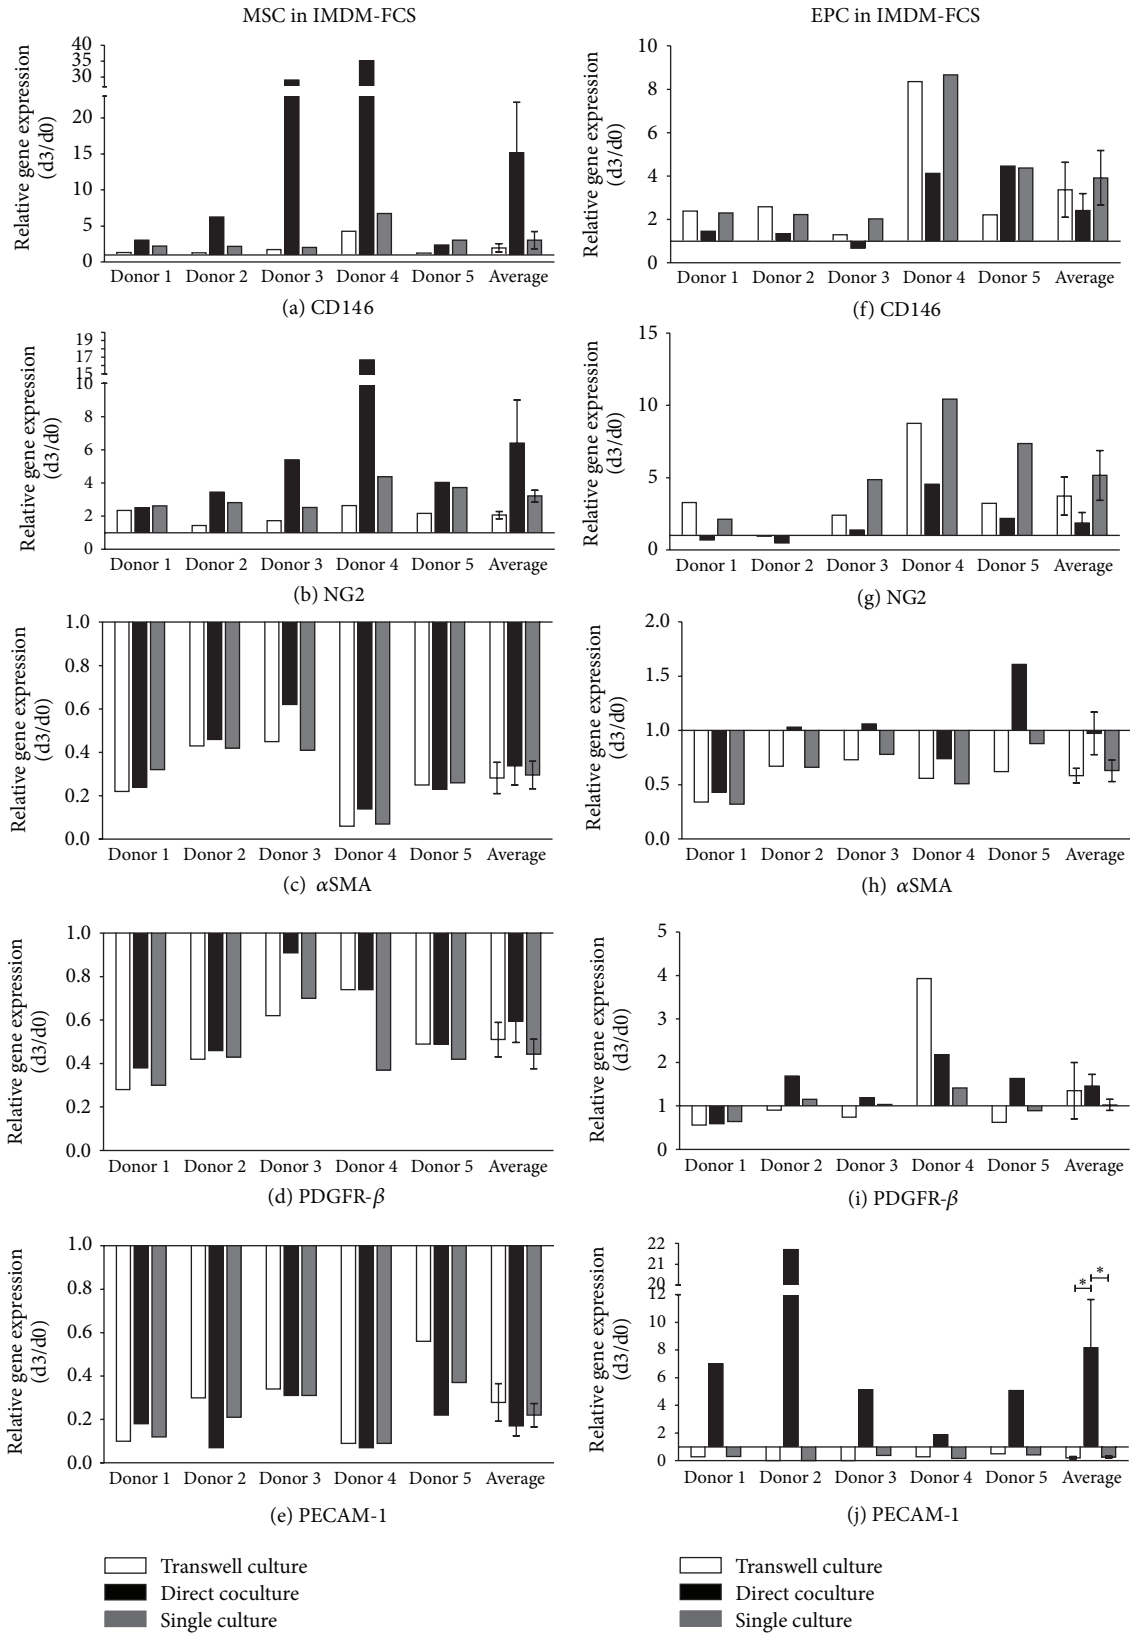 MSC in IMDM-FCS
Relative gene expression
(d3/d0)
40
35
30
20
15
10
5
0
Donor 1 Donor 2 Donor 3 Donor 4 Donor 5 Average
(a) CD146
Relative gene expression
(d3/d0)
19
17
15
10
8
6
4
2
0
Donor 1 Donor 2 Donor 3 Donor 4 Donor 5 Average
(b) NG2
Relative gene expression
(d3/d0)
1.0
0.8
0.6
0.4
0.2
0.0
Donor 1 Donor 2 Donor 3 Donor 4 Donor 5 Average
(c) αSMA
Relative gene expression
(d3/d0)
1.0
0.8
0.6
0.4
0.2
0.0
Donor 1 Donor 2 Donor 3 Donor 4 Donor 5 Average
(d) PDGFR-β
Relative gene expression
(d3/d0)
1.0
0.8
0.6
0.4
0.2
0.0
Donor 1 Donor 2 Donor 3 Donor 4 Donor 5 Average
(e) PECAM-1
Transwell culture
Direct coculture
Single culture
EPC in IMDM-FCS
Relative gene expression
(d3/d0)
10
8
6
4
2
0
Donor 1 Donor 2 Donor 3 Donor 4 Donor 5 Average
(f) CD146
Relative gene expression
(d3/d0)
15
10
5
0
Donor 1 Donor 2 Donor 3 Donor 4 Donor 5 Average
(g) NG2
Relative gene expression
(d3/d0)
2.0
1.5
1.0
0.5
0.0
Donor 1 Donor 2 Donor 3 Donor 4 Donor 5 Average
(h) αSMA
Relative gene expression
(d3/d0)
5
4
3
2
1
0
Donor 1 Donor 2 Donor 3 Donor 4 Donor 5 Average
(i) PDGFR-β
Relative gene expression
(d3/d0)
22
21
20
12
10
8
6
4
2
0
* *
Donor 1 Donor 2 Donor 3 Donor 4 Donor 5 Average
(j) PECAM-1
Transwell culture
Direct coculture
Single culture